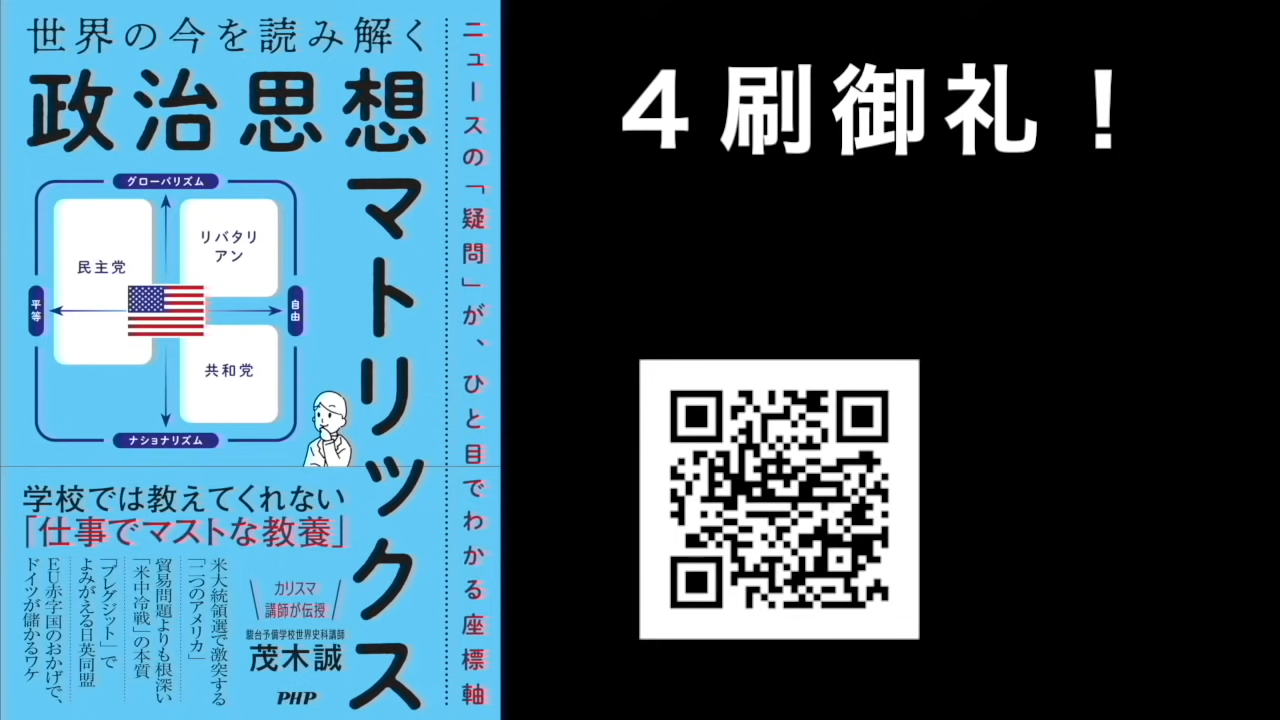 世界の今を読み解く
政治思想
マトリックス
ニュースの「疑問」が、ひと目でわかる座標軸
グローバリズム
民主党
リバタリ
アン
平等
自由
共和党
ナショナリズム
学校では教えてくれない
「仕事でマストな教養」
米大統領選で激突する
「二つのアメリカ」
貿易問題よりも根深い
「米中冷戦」の本質
「ブレグジット」で
よみがえる日英同盟
EU赤字国のおかげで、
ドイツが儲かるワケ
カリスマ
講師が伝授
駿台予備学校世界史科講師
茂木誠
PHP
4刷御礼！